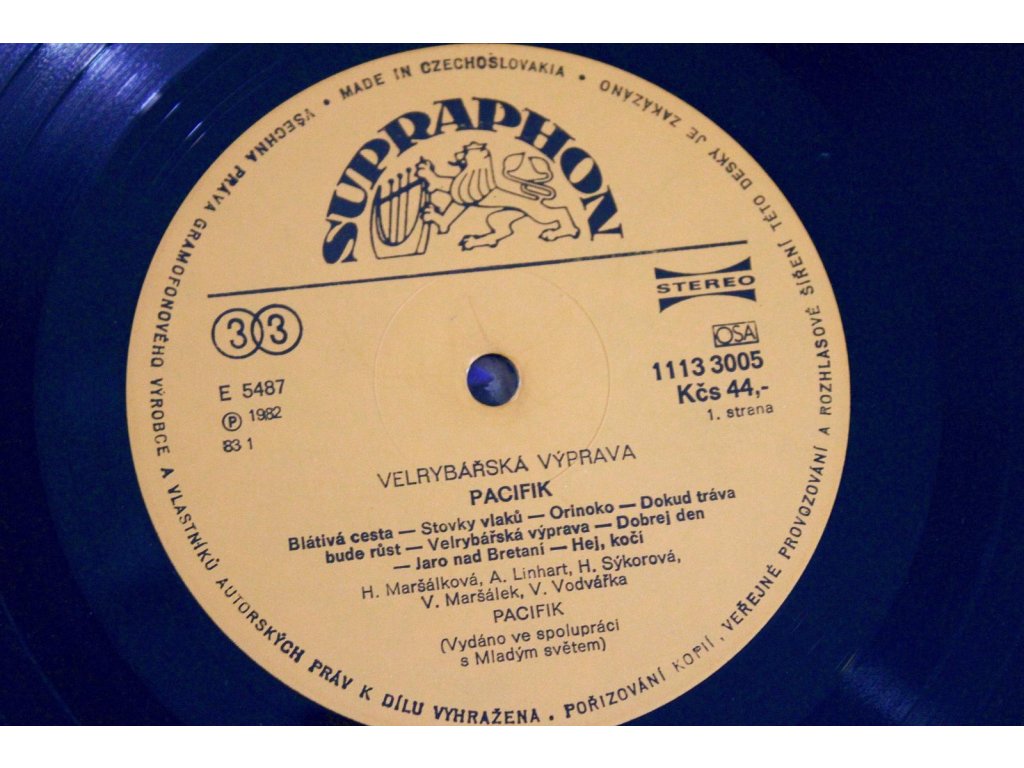 VŠECHNA PRÁVA GRAMOFONOVÉHO VÝROBCE A VLASTNÍKŮ AUTORSKÝCH PRÁV K DÍLU VYHRAŽENA • POŘIZOVÁNÍ KOPIÍ, VEŘEJNÉ PROVOZOVÁNÍ A ROZHLASOVÉ ŠÍŘENÍ TÉTO DESKY JE ZAKÁZÁNO • MADE IN CZECHOSLOVAKIA •
SUPRAPHON
STEREO
33
OSA
E 5487
1113 3005
℗ 1982
Kčs 44,-
83 1
1. strana
VELRYBÁŘSKÁ VÝPRAVA
PACIFIK
Blátivá cesta — Stovky vlaků — Orinoko — Dokud tráva
bude růst — Velrybářská výprava — Dobrej den
— Jaro nad Bretaní — Hej, kočí
H. Maršálková, A. Linhart, H. Sýkorová,
V. Maršálek, V. Vodvářka
PACIFIK
(Vydáno ve spolupráci
s Mladým světem)